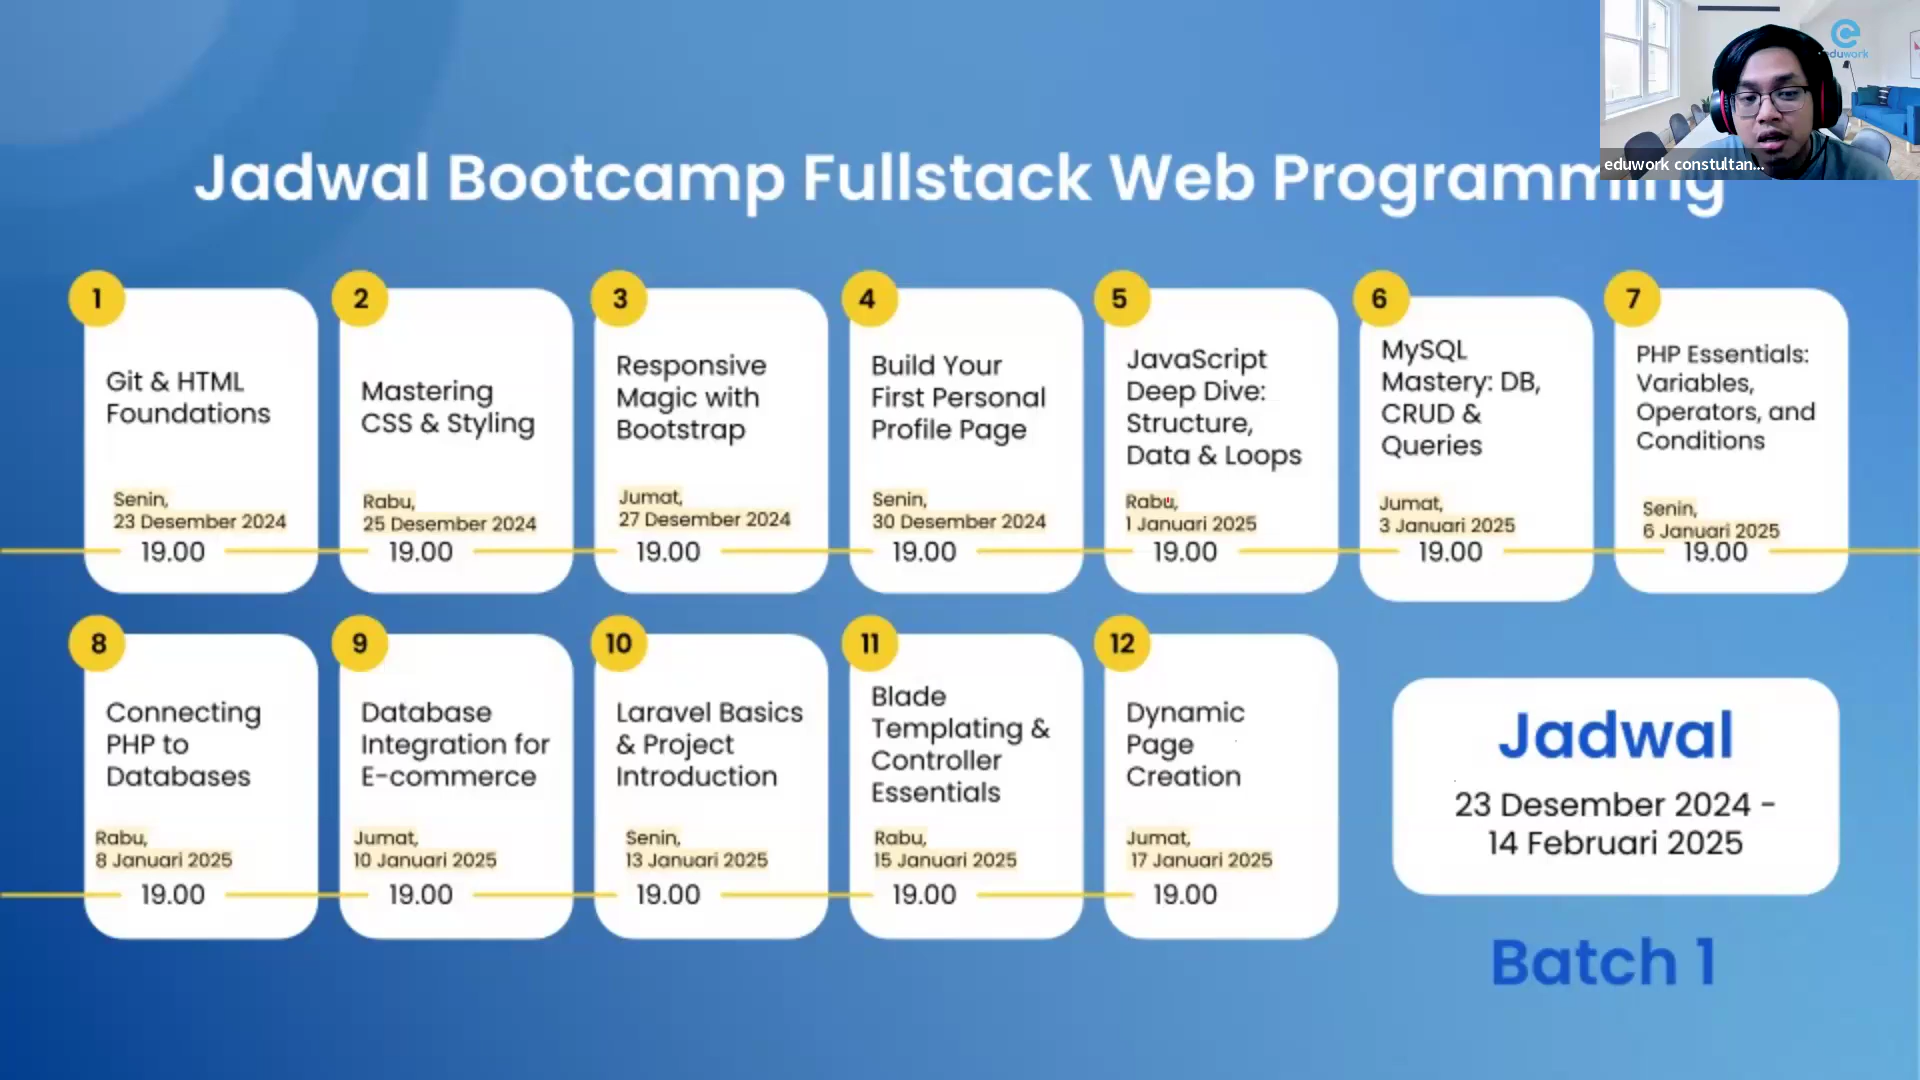 eduwork
eduwork constultan...
Jadwal Bootcamp Fullstack Web Programming
1
Git & HTML
Foundations
Senin,
23 Desember 2024
19.00
2
Mastering
CSS & Styling
Rabu,
25 Desember 2024
19.00
3
Responsive
Magic with
Bootstrap
Jumat,
27 Desember 2024
19.00
4
Build Your
First Personal
Profile Page
Senin,
30 Desember 2024
19.00
5
JavaScript
Deep Dive:
Structure,
Data & Loops
Rabu,
1 Januari 2025
19.00
6
MySQL
Mastery: DB,
CRUD &
Queries
Jumat,
3 Januari 2025
19.00
7
PHP Essentials:
Variables,
Operators, and
Conditions
Senin,
6 Januari 2025
19.00
8
Connecting
PHP to
Databases
Rabu,
8 Januari 2025
19.00
9
Database
Integration for
E-commerce
Jumat,
10 Januari 2025
19.00
10
Laravel Basics
& Project
Introduction
Senin,
13 Januari 2025
19.00
11
Blade
Templating &
Controller
Essentials
Rabu,
15 Januari 2025
19.00
12
Dynamic
Page
Creation
Jumat,
17 Januari 2025
19.00
Jadwal
23 Desember 2024 -
14 Februari 2025
Batch 1